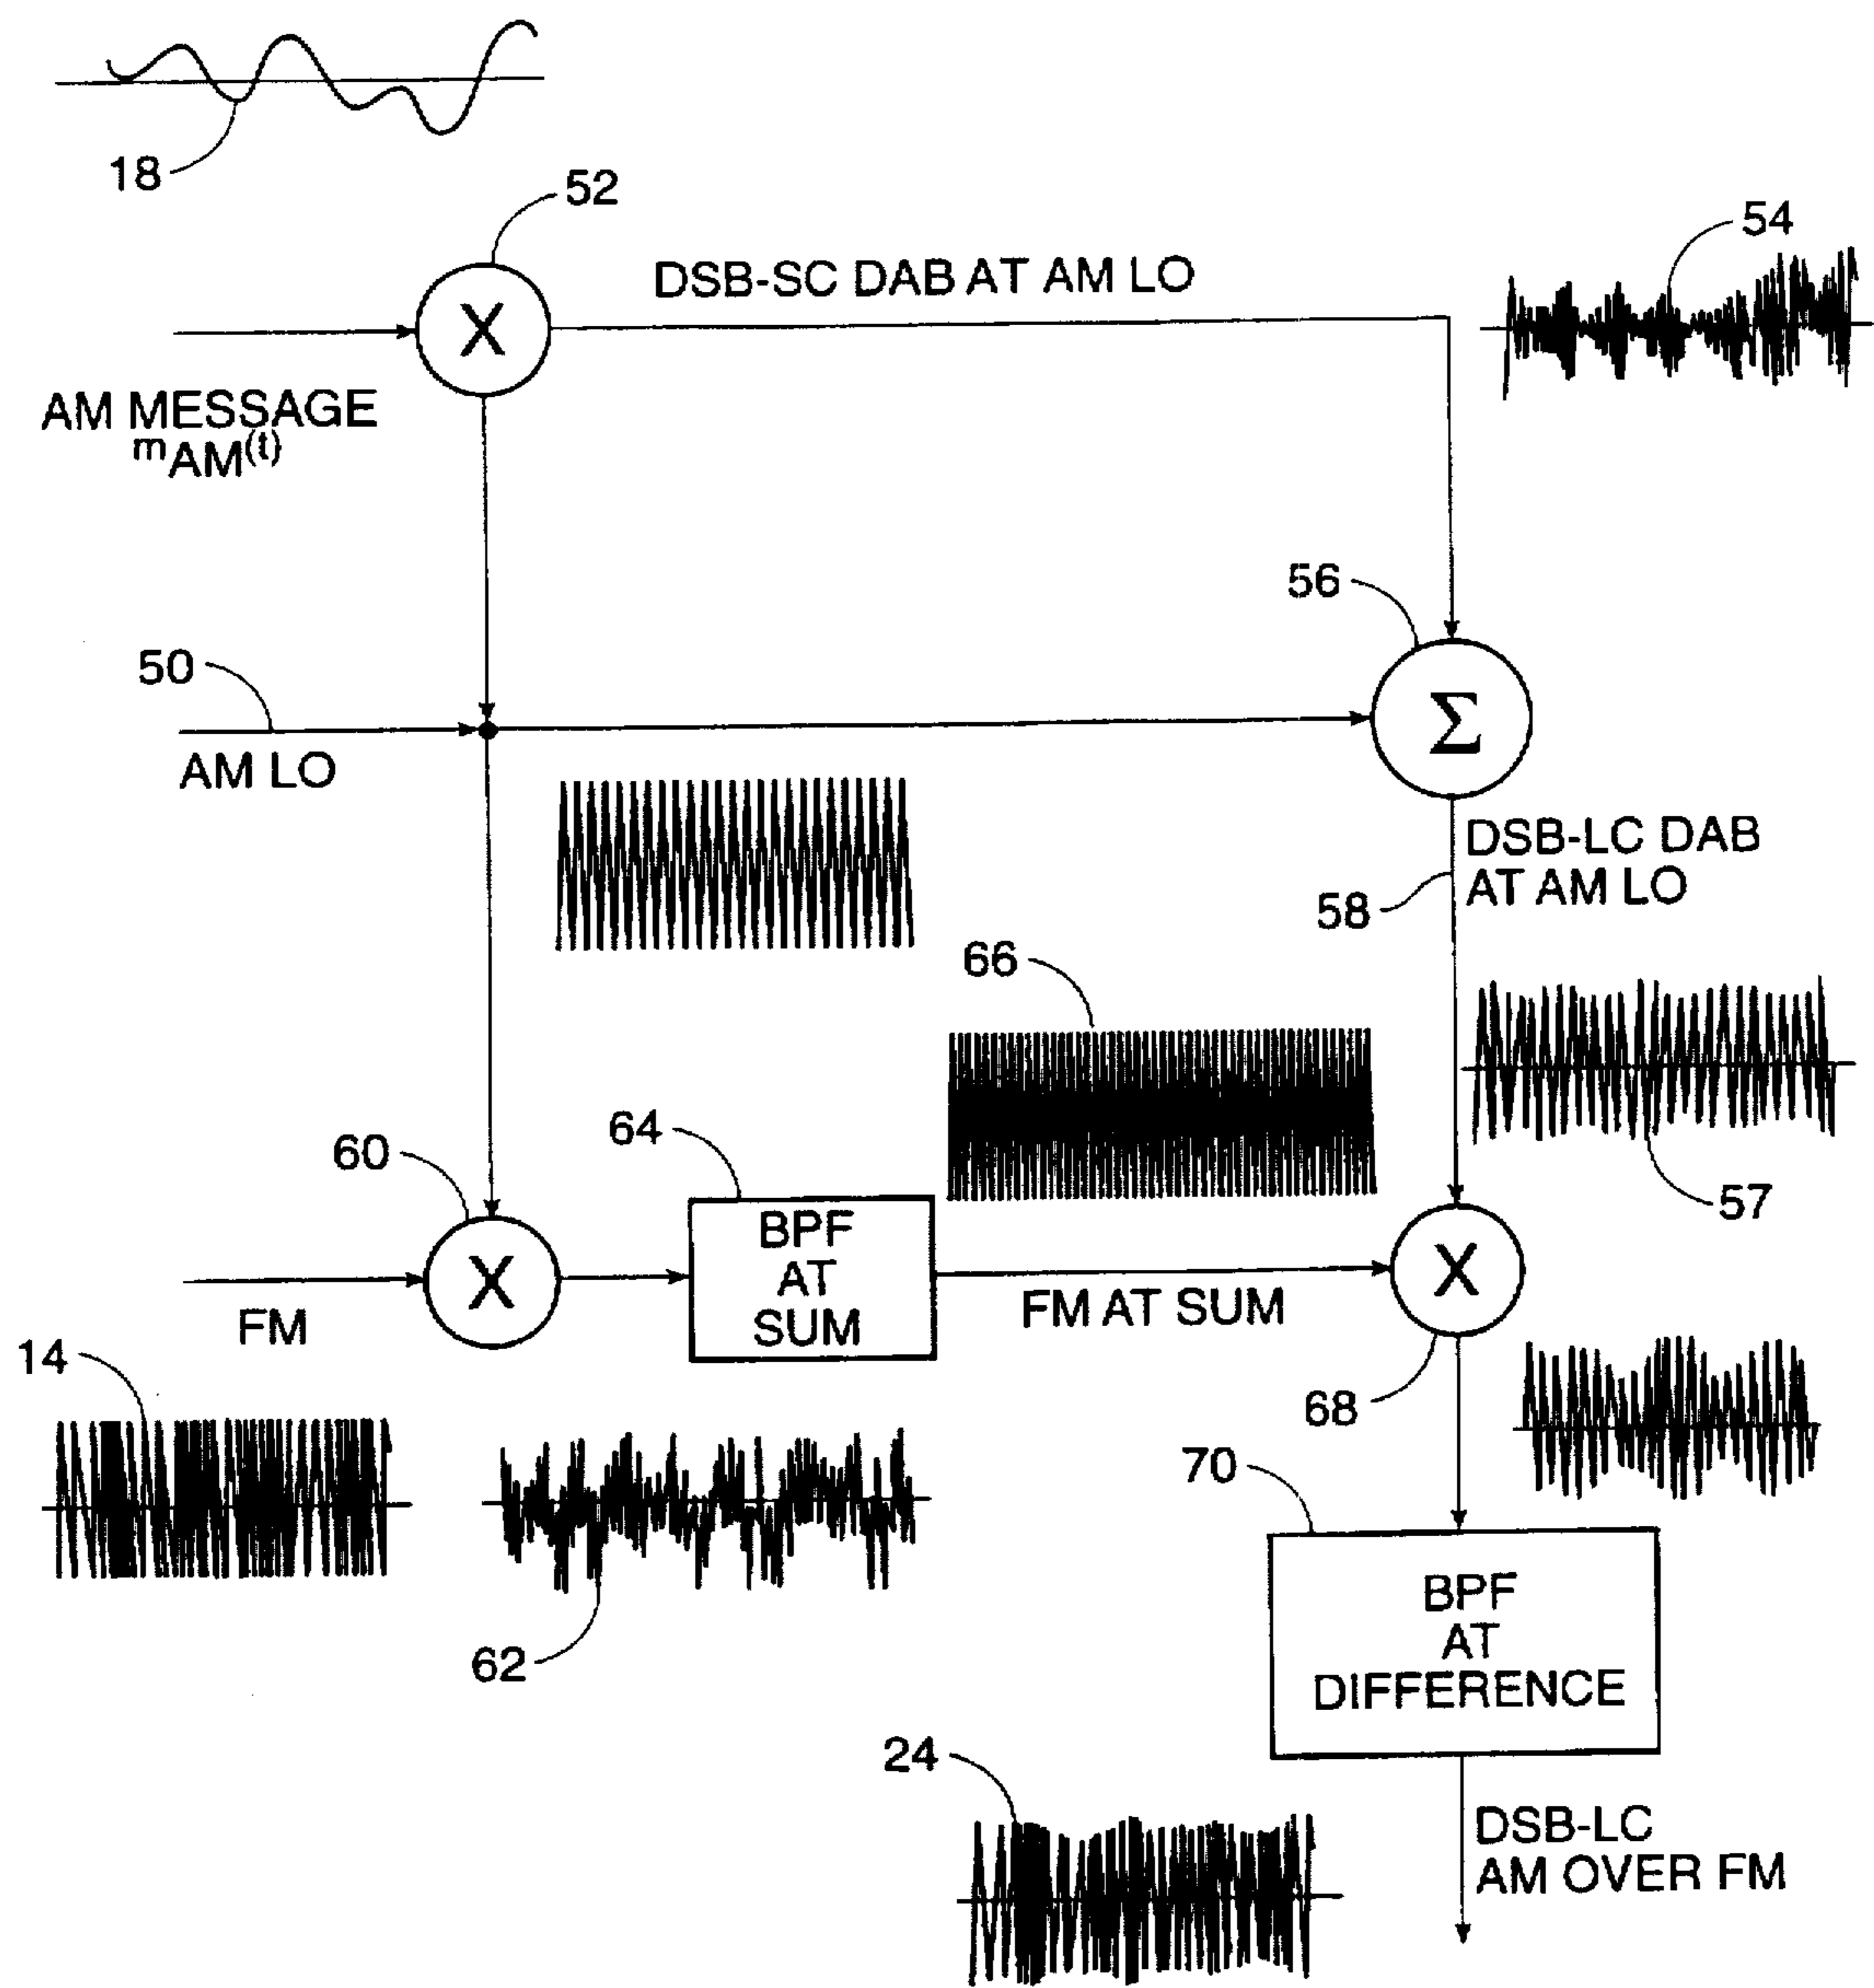 18
52
54
DSB-SC DAB AT AM LO
X
AM MESSAGE
mAM(t)
56
50
Σ
AM LO
DSB-LC DAB
AT AM LO
58
66
64
60
57
BPF
AT
SUM
X
X
FM AT SUM
FM
14
68
70
62
BPF
AT
DIFFERENCE
24
DSB-LC
AM OVER FM